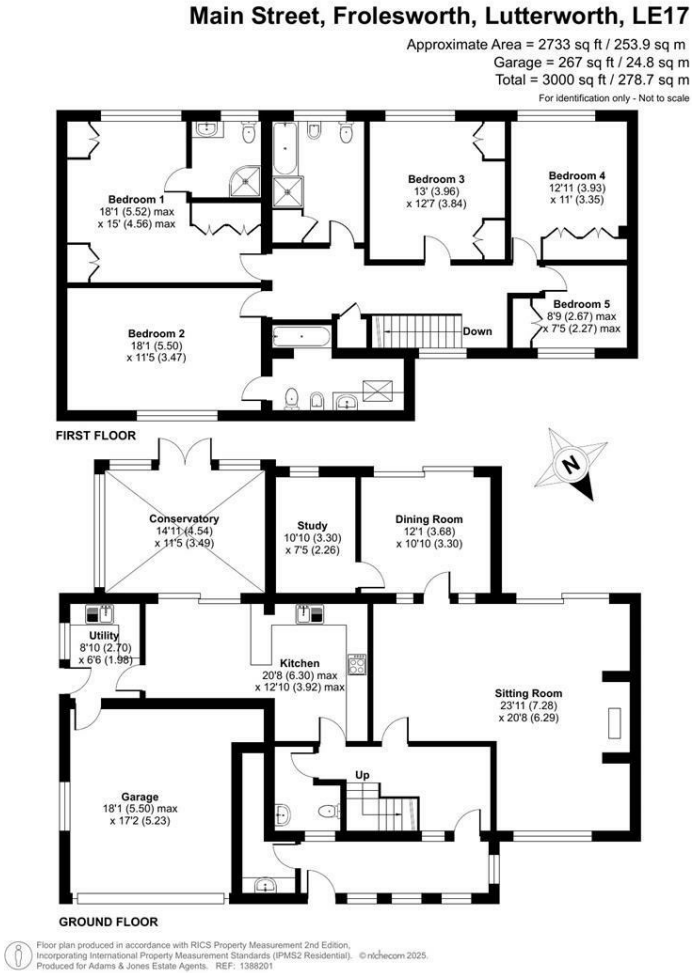 Main Street, Frolesworth, Lutterworth, LE17
Approximate Area = 2733 sq ft / 253.9 sq m
Garage = 267 sq ft / 24.8 sq m
Total = 3000 sq ft / 278.7 sq m
For identification only - Not to scale
Bedroom 1
18'1 (5.52) max
x 15' (4.56) max
Bedroom 3
13' (3.96)
x 12'7 (3.84)
Bedroom 4
12'11 (3.93)
x 11' (3.35)
Bedroom 5
8'9 (2.67) max
x 7'5 (2.27) max
Bedroom 2
18'1 (5.50)
x 11'5 (3.47)
Down
FIRST FLOOR
N
Conservatory
14'11 (4.54)
x 11'5 (3.49)
Study
10'10 (3.30)
x 7'5 (2.26)
Dining Room
12'1 (3.68)
x 10'10 (3.30)
Utility
8'10 (2.70)
x 6'6 (1.98)
Kitchen
20'8 (6.30) max
x 12'10 (3.92) max
Sitting Room
23'11 (7.28)
x 20'8 (6.29)
Up
Garage
18'1 (5.50) max
x 17'2 (5.23)
GROUND FLOOR
Floor plan produced in accordance with RICS Property Measurement 2nd Edition,
Incorporating International Property Measurement Standards (IPMS2 Residential). © ntchecom 2025.
Produced for Adams & Jones Estate Agents. REF: 1388201